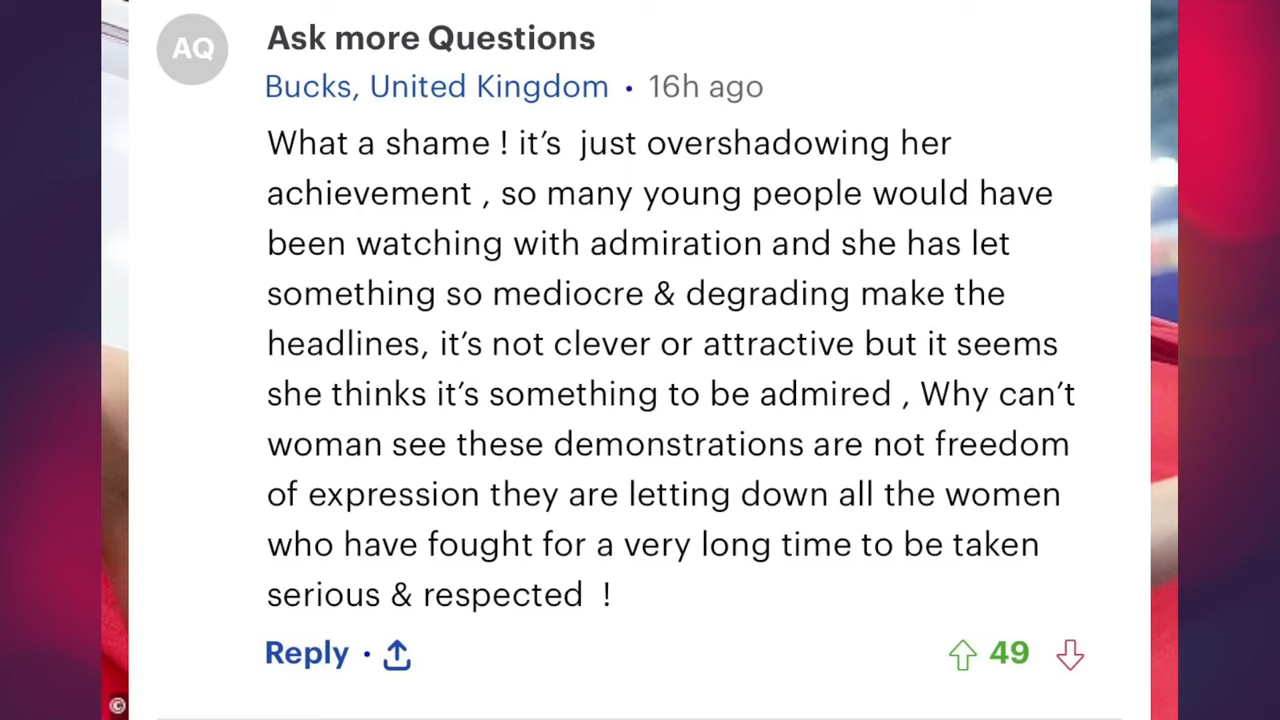 AQ
Ask more Questions
Bucks, United Kingdom • 16h ago
What a shame ! it’s  just overshadowing her
achievement , so many young people would have
been watching with admiration and she has let
something so mediocre & degrading make the
headlines, it’s not clever or attractive but it seems
she thinks it’s something to be admired , Why can’t
woman see these demonstrations are not freedom
of expression they are letting down all the women
who have fought for a very long time to be taken
serious & respected  !
Reply •
49
©